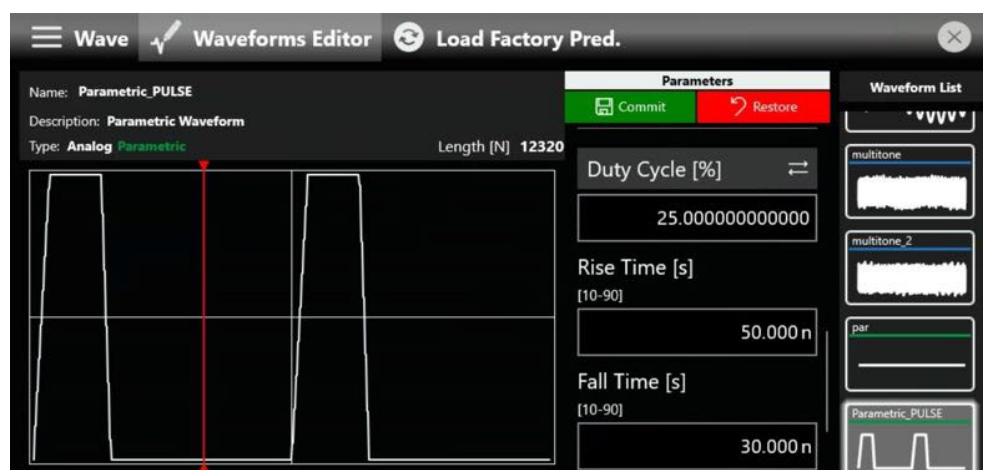 Wave
Waveforms Editor
Load Factory Pred.
Name: Parametric_PULSE
Description: Parametric Waveform
Type: Analog Parametric
Length [N] 12320
Parameters
Commit
Restore
Duty Cycle [%]
25.000000000000
Rise Time [s]
[10-90]
50.000 n
Fall Time [s]
[10-90]
30.000 n
Waveform List
multitone
multitone_2
par
Parametric_PULSE